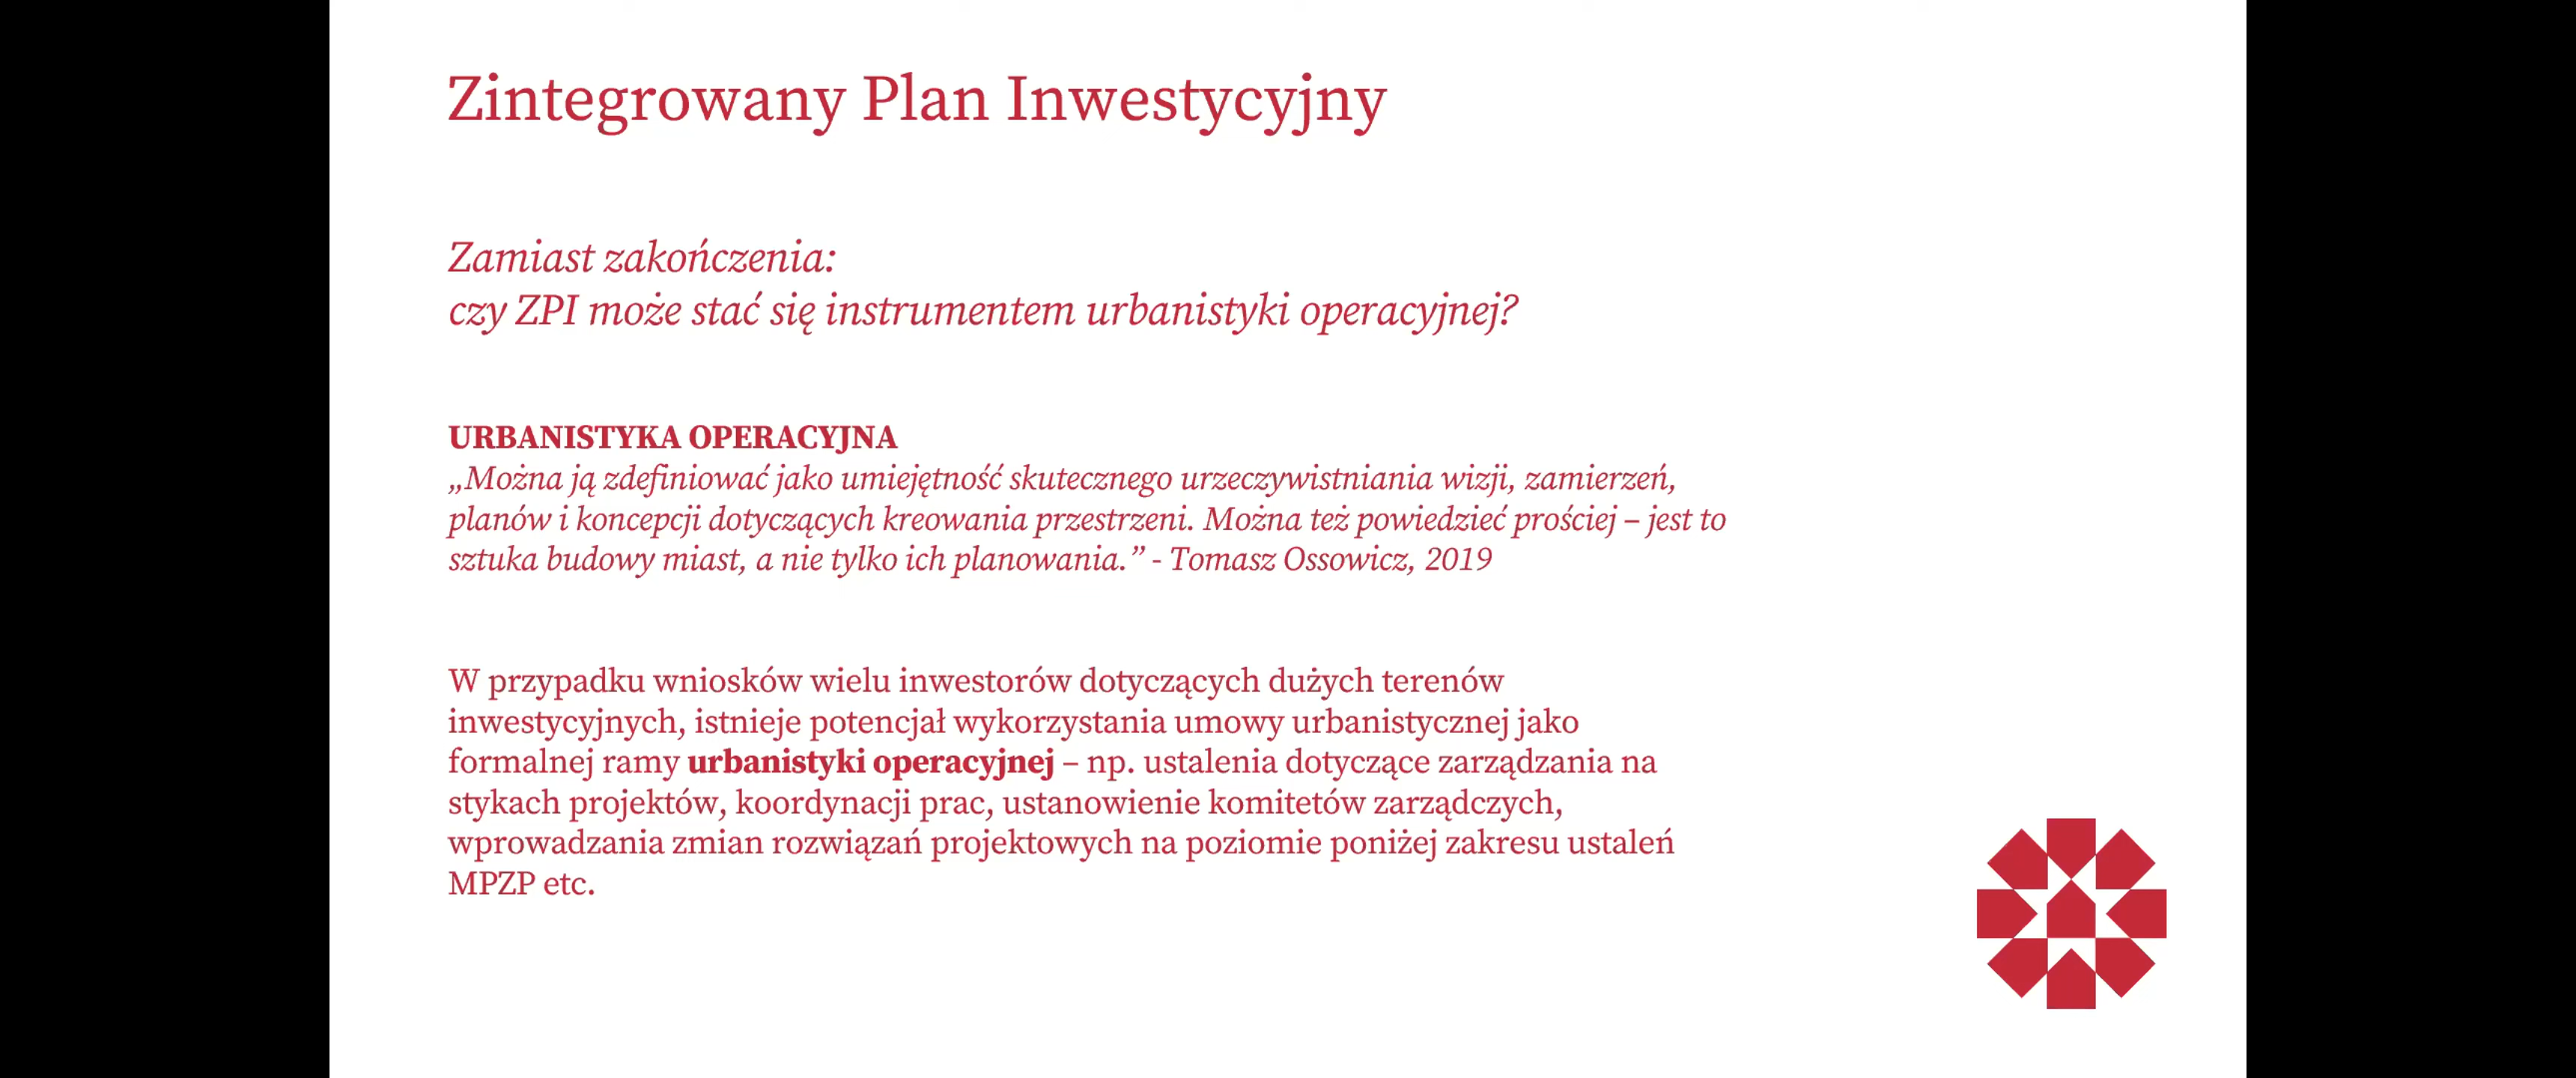 Zintegrowany Plan Inwestycyjny
Zamiast zakończenia:
czy ZPI może stać się instrumentem urbanistyki operacyjnej?
URBANISTYKA OPERACYJNA
„Można ją zdefiniować jako umiejętność skutecznego urzeczywistniania wizji, zamierzeń,
planów i koncepcji dotyczących kreowania przestrzeni. Można też powiedzieć prościej – jest to
sztuka budowy miast, a nie tylko ich planowania.” - Tomasz Ossowicz, 2019
W przypadku wniosków wielu inwestorów dotyczących dużych terenów
inwestycyjnych, istnieje potencjał wykorzystania umowy urbanistycznej jako
formalnej ramy urbanistyki operacyjnej – np. ustalenia dotyczące zarządzania na
stykach projektów, koordynacji prac, ustanowienie komitetów zarządczych,
wprowadzania zmian rozwiązań projektowych na poziomie poniżej zakresu ustaleń
MPZP etc.